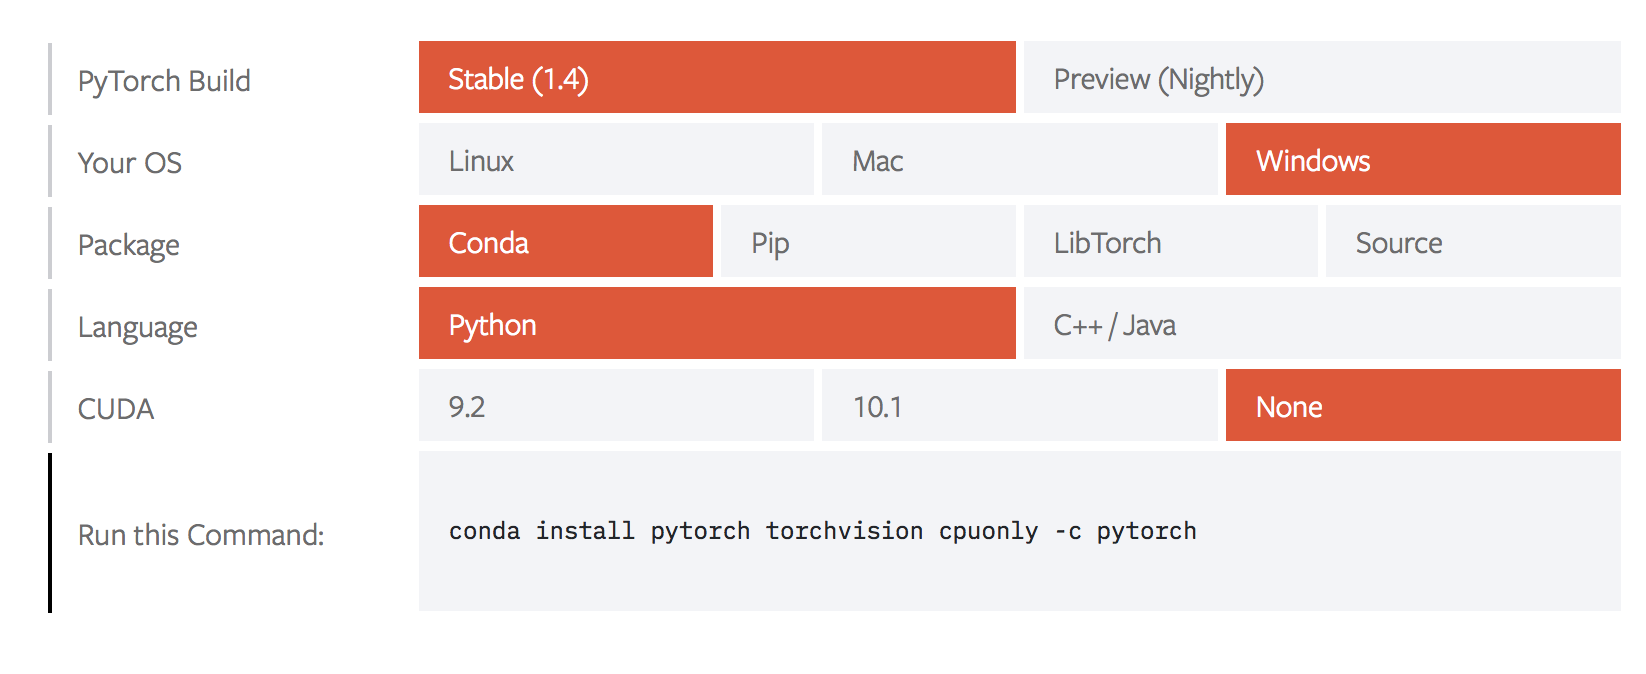 PyTorch Build
Stable (1.4)
Preview (Nightly)
Your OS
Linux
Mac
Windows
Package
Conda
Pip
LibTorch
Source
Language
Python
C++ / Java
CUDA
9.2
10.1
None
Run this Command:
conda install pytorch torchvision cpuonly -c pytorch